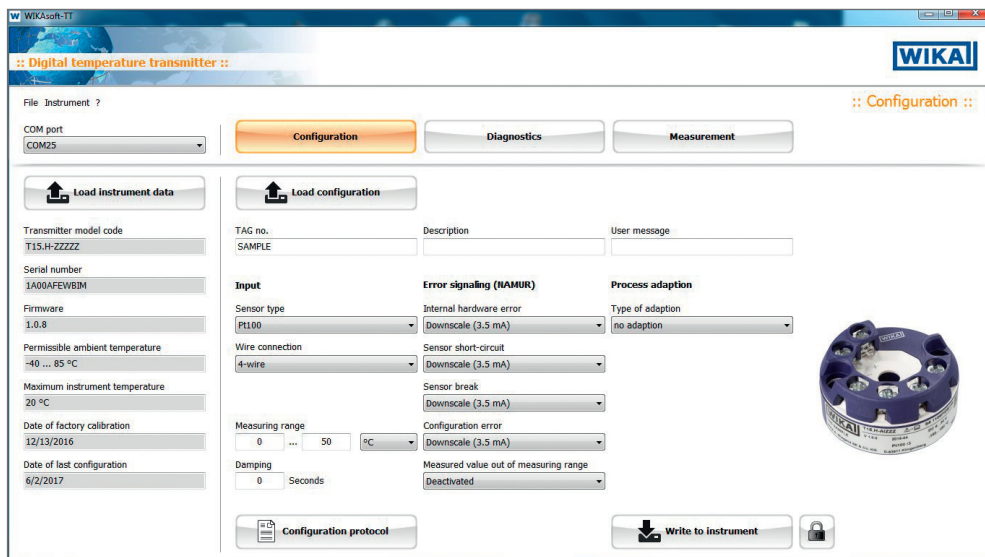 W WIKAsoft-TT
:: Digital temperature transmitter ::
WIKA
File Instrument ?
:: Configuration ::
COM port
COM25
Configuration
Diagnostics
Measurement
Load instrument data
Load configuration
Transmitter model code
T15.H-ZZZZZ
Serial number
1A00AFEWBIM
Firmware
1.0.8
Permissible ambient temperature
-40 ... 85 °C
Maximum instrument temperature
20 °C
Date of factory calibration
12/13/2016
Date of last configuration
6/2/2017
TAG no.
SAMPLE
Description
User message
Input
Error signaling (NAMUR)
Process adaption
Sensor type
Pt100
Internal hardware error
Downscale (3.5 mA)
Type of adaption
no adaption
Wire connection
4-wire
Sensor short-circuit
Downscale (3.5 mA)
Sensor break
Downscale (3.5 mA)
Measuring range
0 ... 50 °C
Configuration error
Downscale (3.5 mA)
Damping
0 Seconds
Measured value out of measuring range
Deactivated
Configuration protocol
Write to instrument
WIKA
WIKA